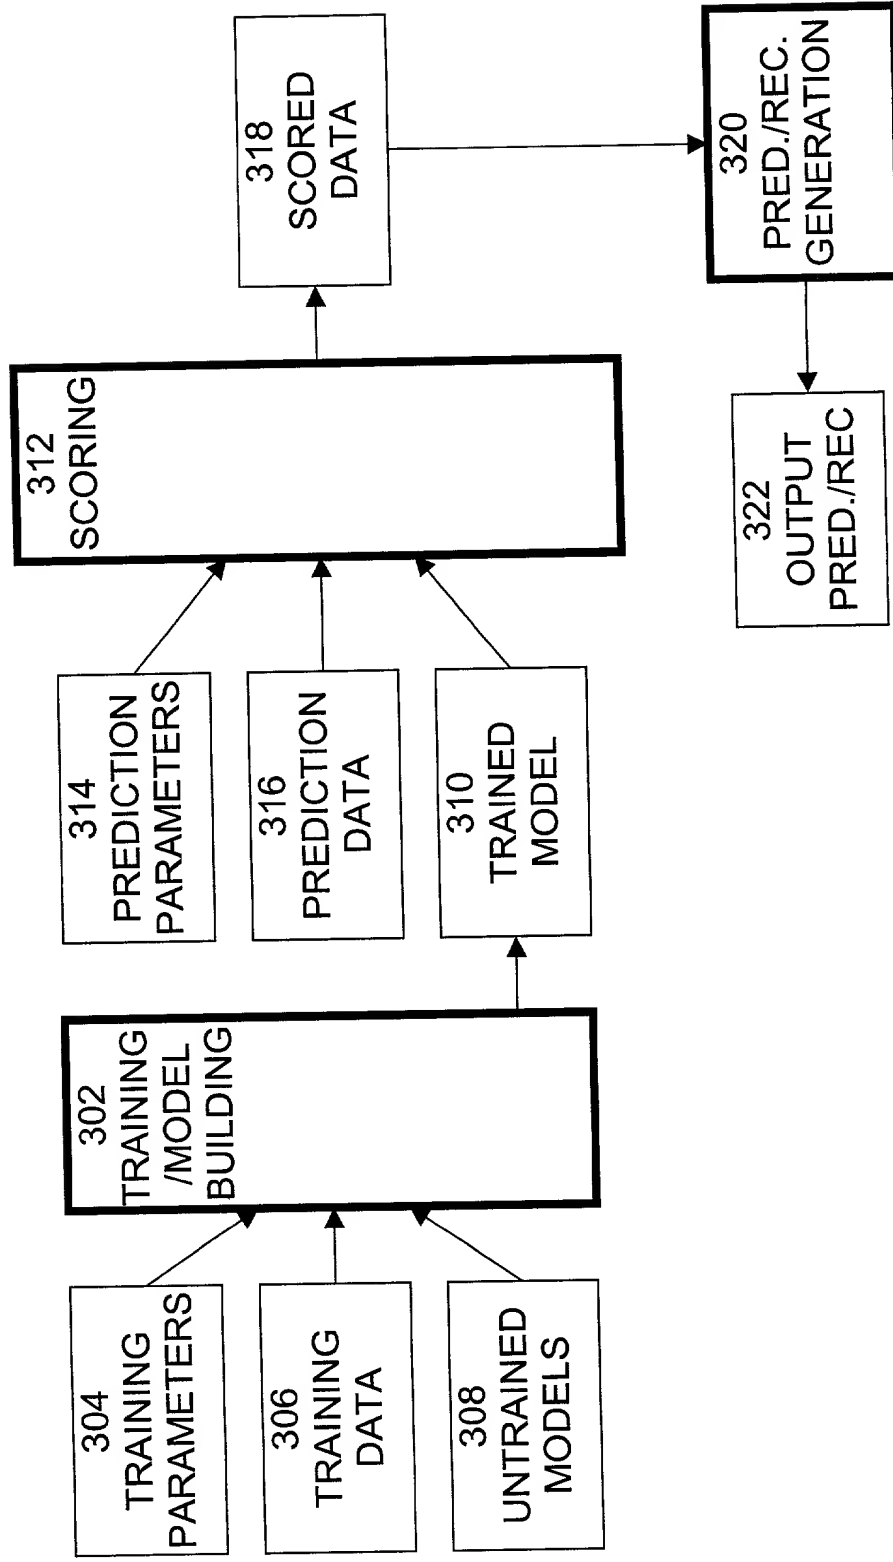 304
TRAINING
PARAMETERS
306
TRAINING
DATA
308
UNTRAINED
MODELS
302
TRAINING
/MODEL
BUILDING
314
PREDICTION
PARAMETERS
316
PREDICTION
DATA
310
TRAINED
MODEL
312
SCORING
318
SCORED
DATA
320
PRED./REC.
GENERATION
322
OUTPUT
PRED./REC